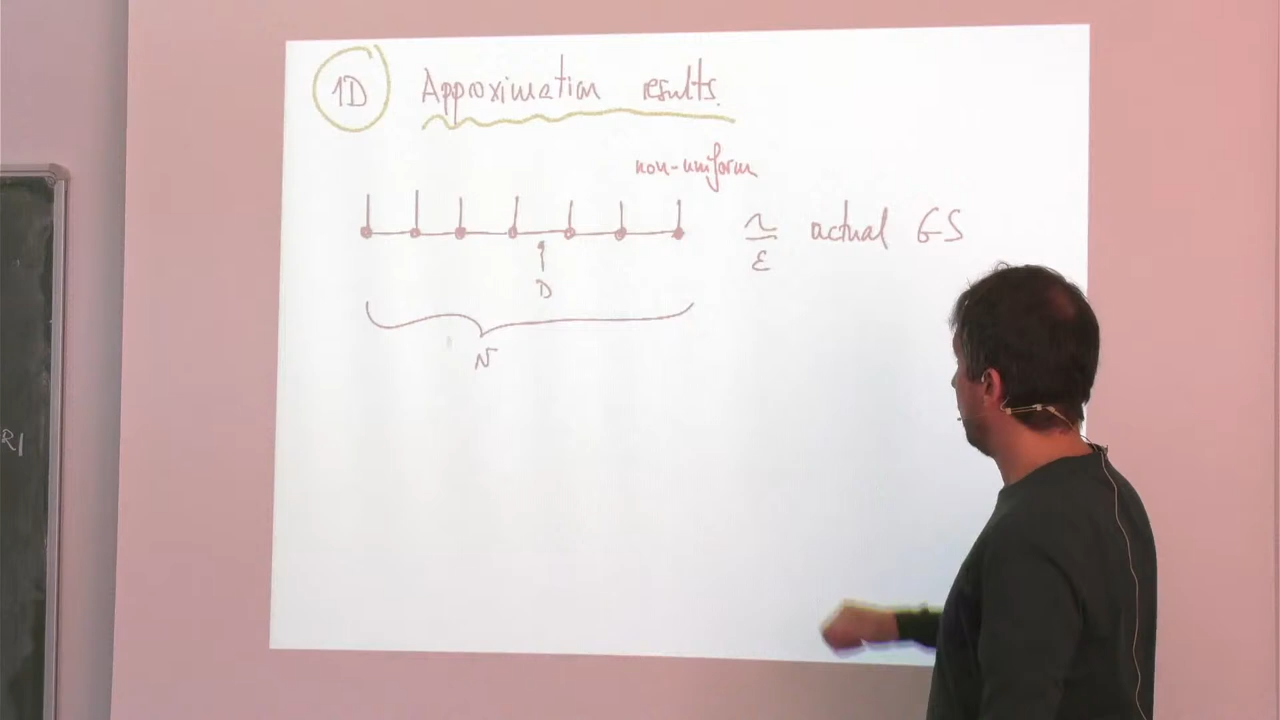 1D Approximation results.
non-uniform
≃ actual GS
ε
D
N
R|